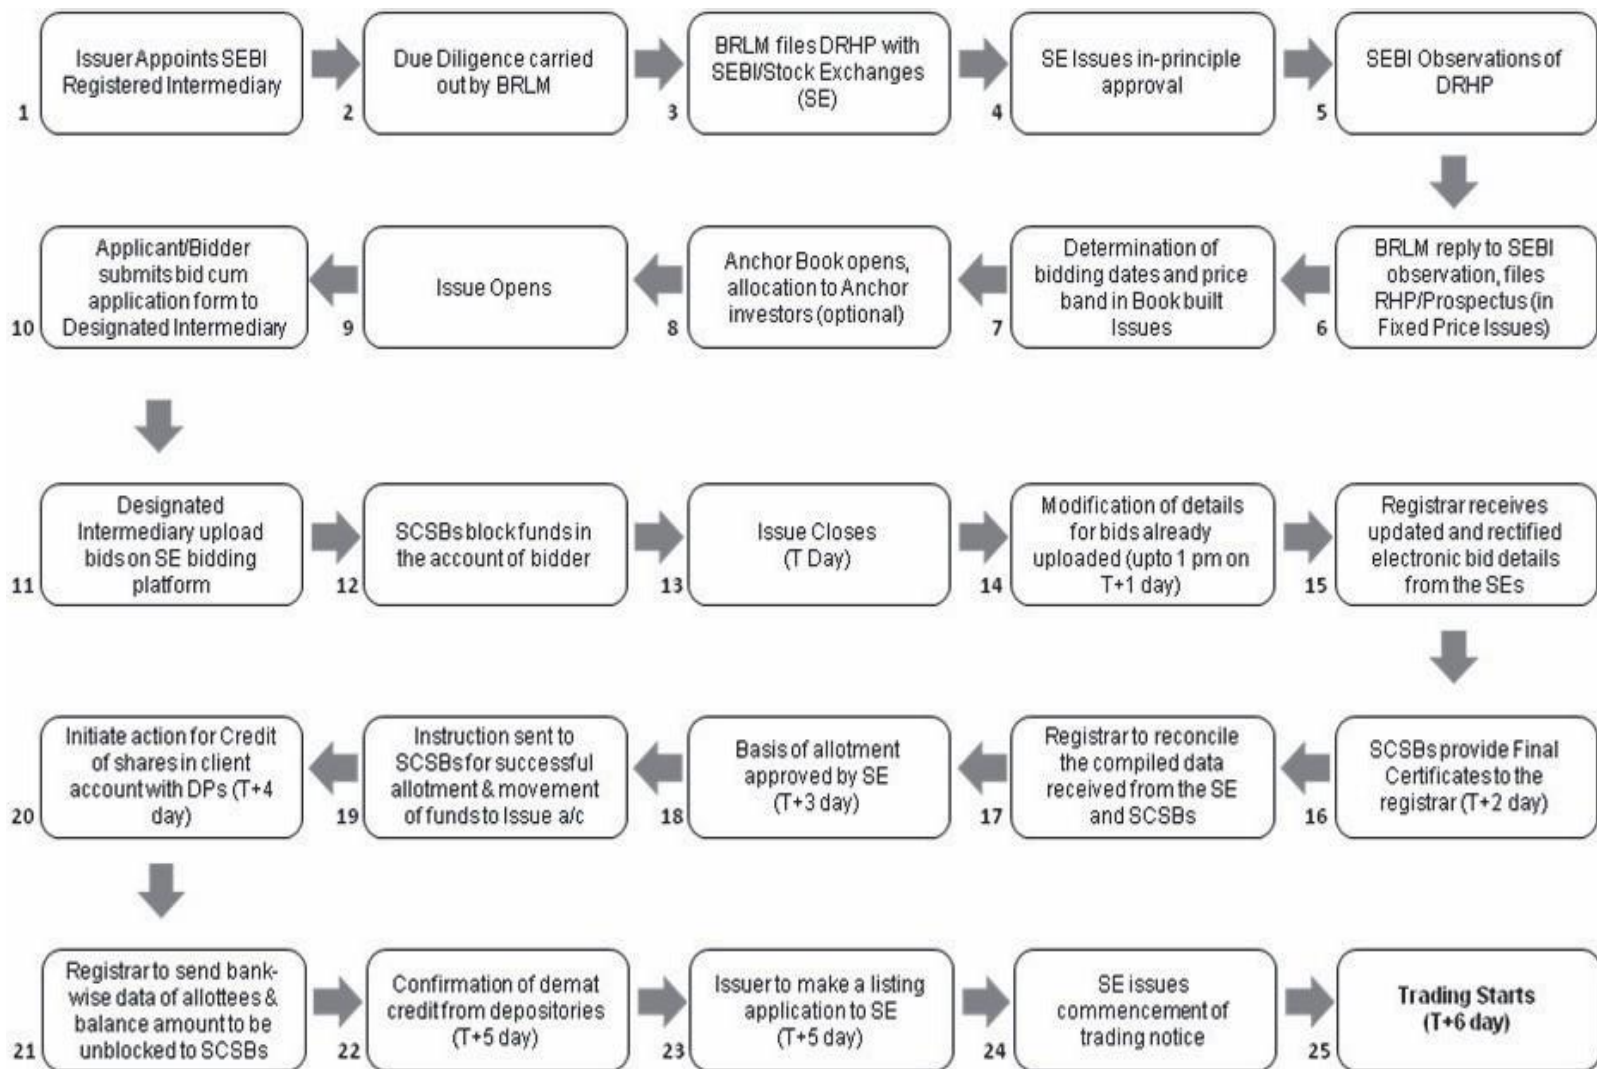 Issuer Appoints SEBI
Registered Intermediary
1
Due Diligence carried
out by BRLM
2
BRLM files DRHP with
SEBI/Stock Exchanges
(SE)
3
SE Issues in-principle
approval
4
SEBI Observations of
DRHP
5
BRLM reply to SEBI
observation, files
RHP/Prospectus (in
Fixed Price Issues)
6
Determination of
bidding dates and price
band in Book built
Issues
7
Anchor Book opens,
allocation to Anchor
investors (optional)
8
Issue Opens
9
Applicant/Bidder
submits bid cum
application form to
Designated Intermediary
10
Designated
Intermediary upload
bids on SE bidding
platform
11
SCSBs block funds in
the account of bidder
12
Issue Closes
(T Day)
13
Modification of details
for bids already
uploaded (upto 1 pm on
T+1 day)
14
Registrar receives
updated and rectified
electronic bid details
from the SEs
15
SCSBs provide Final
Certificates to the
registrar (T+2 day)
16
Registrar to reconcile
the compiled data
received from the SE
and SCSBs
17
Basis of allotment
approved by SE
(T+3 day)
18
Instruction sent to
SCSBs for successful
allotment & movement
of funds to Issue a/c
19
Initiate action for Credit
of shares in client
account with DPs (T+4
day)
20
Registrar to send bank-
wise data of allottees &
balance amount to be
unblocked to SCSBs
21
Confirmation of demat
credit from depositories
(T+5 day)
22
Issuer to make a listing
application to SE
(T+5 day)
23
SE issues
commencement of
trading notice
24
Trading Starts
(T+6 day)
25